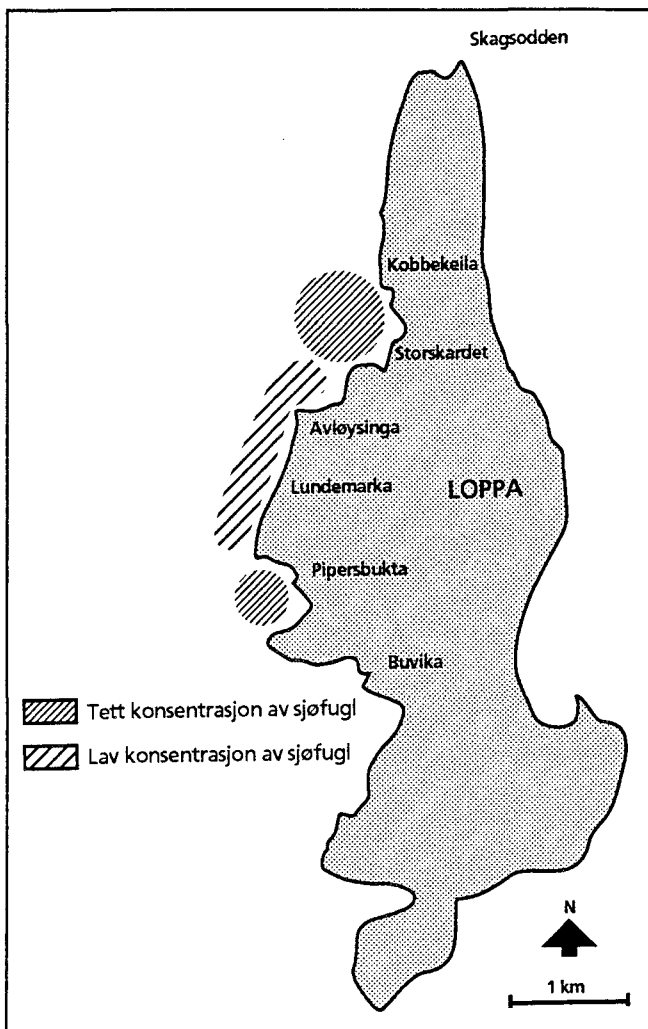 Skagsodden
Kobbekeila
Storskardet
Avløysinga
Lundemarka
LOPPA
Pipersbukta
Buvika
Tett konsentrasjon av sjøfugl
Lav konsentrasjon av sjøfugl
N
1 km